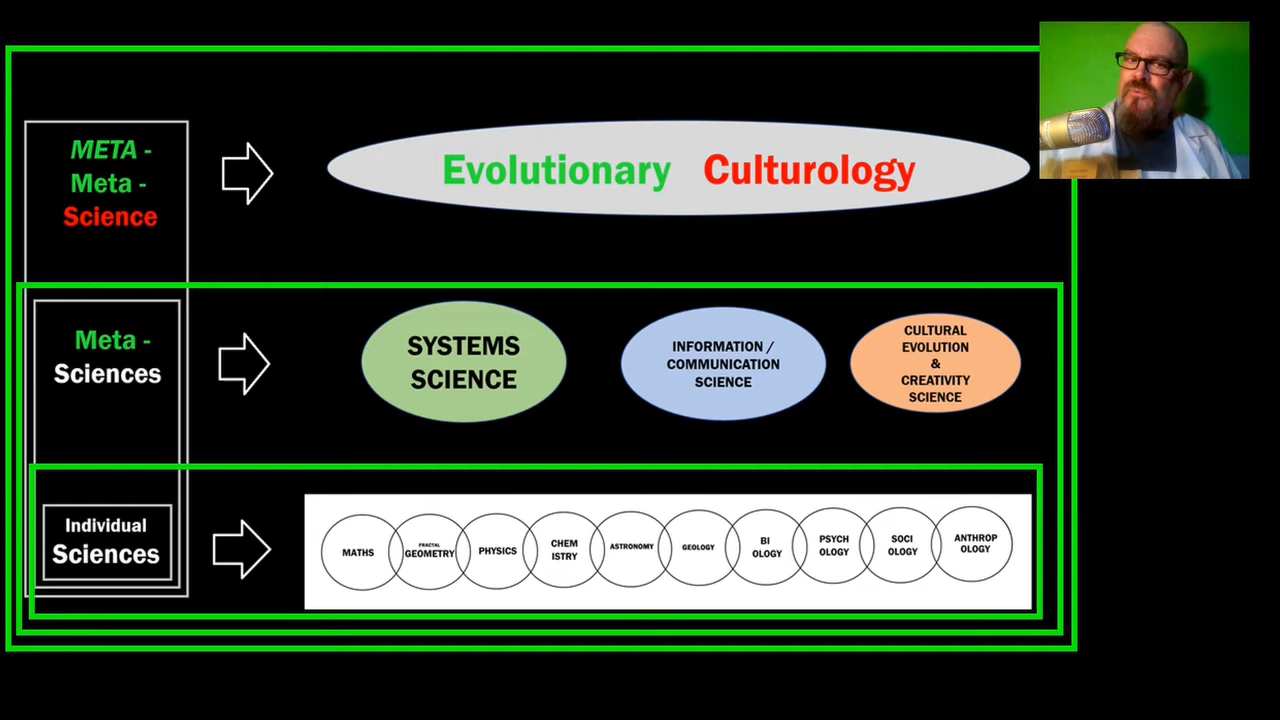 META -
Meta -
Science
Evolutionary Culturology
Meta -
Sciences
SYSTEMS
SCIENCE
INFORMATION /
COMMUNICATION
SCIENCE
CULTURAL
EVOLUTION
&
CREATIVITY
SCIENCE
Individual
Sciences
MATHS
FRACTAL
GEOMETRY
PHYSICS
CHEM
ISTRY
ASTRONOMY
GEOLOGY
BI
OLOGY
PSYCH
OLOGY
SOCI
OLOGY
ANTHROP
OLOGY